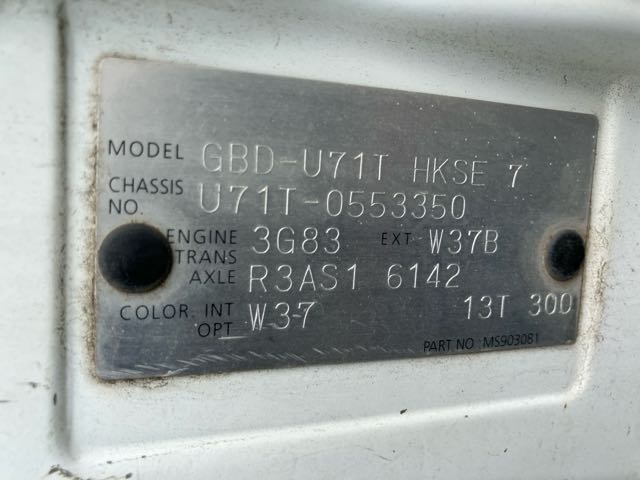 MODEL GBD-U71T HKSE 7
CHASSIS NO. U71T-0553350
ENGINE 3G83 EXT W37B
TRANS AXLE R3AS1 6142
COLOR INT OPT W37 13T 300
PART NO MS903081